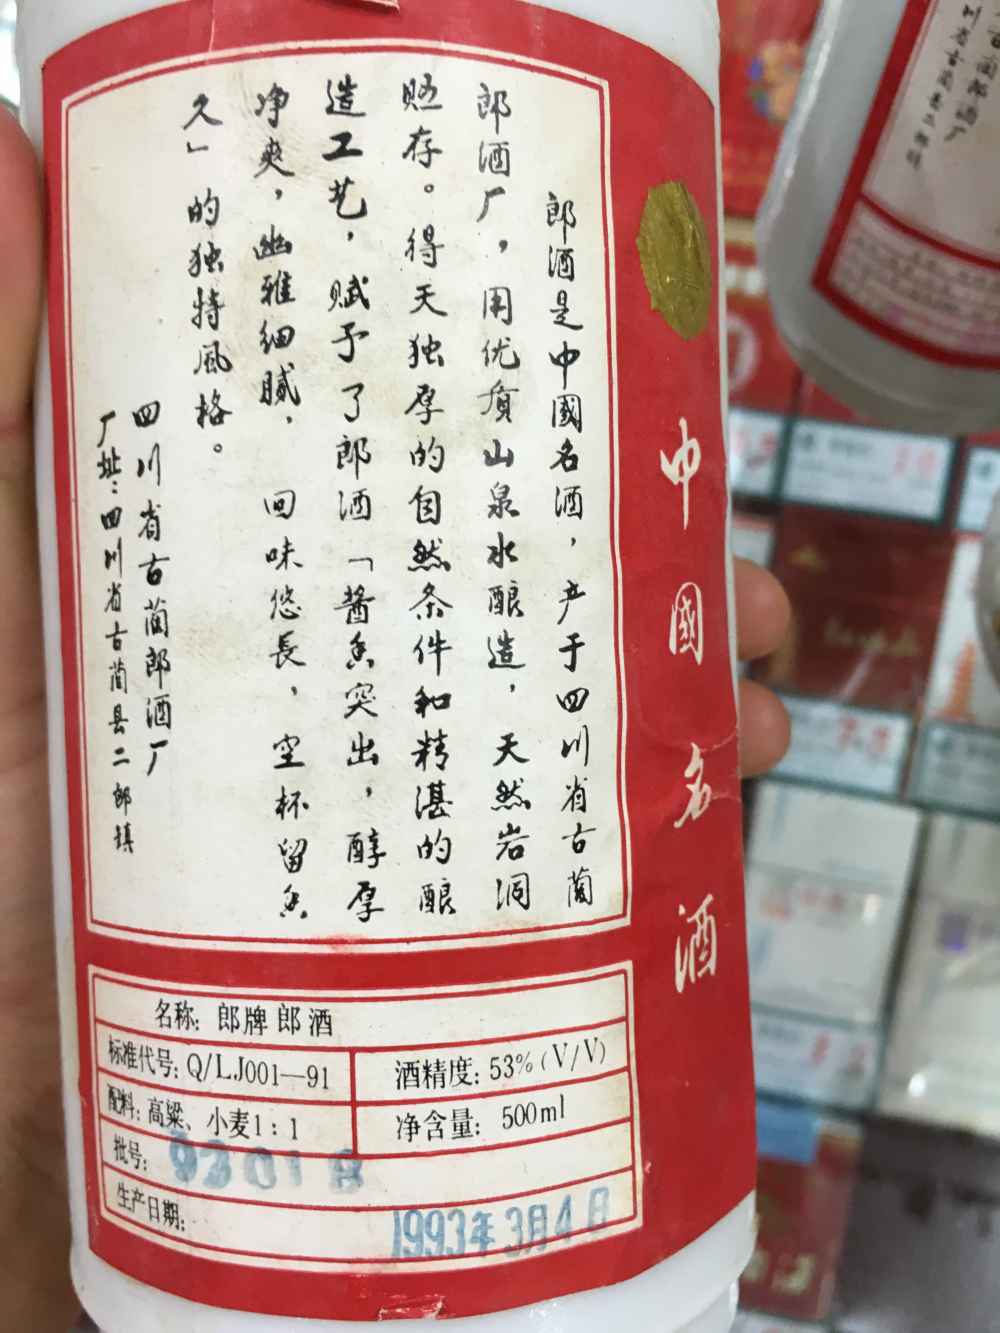 郎酒是中國名酒，产于四川省古蔺
郎酒厂，用优质山泉水酿造，天然岩洞
贮存。得天独厚的自然条件和精湛的酿
造工艺，赋予了郎酒「酱香突出，醇厚
净爽，幽雅细腻，回味悠長，空杯留香
久」的独特風格。
四川省古蔺郎酒厂
厂址：四川省古蔺县二郎镇
中國名酒
名称：郎牌郎酒
标准代号：Q/LJ001—91
酒精度：53%(V/V)
配料：高粱、小麦1：1
净含量：500ml
批号：
生产日期：1993年3月4日